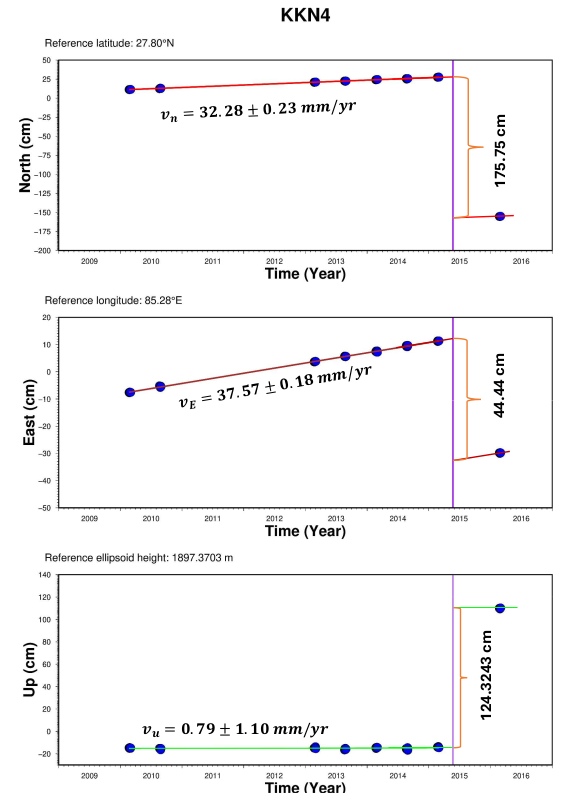 KKN4
Reference latitude: 27.80°N
50
25
0
−25
−50
−75
−100
−125
−150
−175
−200
North (cm)
v_n = 32.28 ± 0.23 mm/yr
175.75 cm
2009 2010 2011 2012 2013 2014 2015 2016
Time (Year)
Reference longitude: 85.28°E
20
10
0
−10
−20
−30
−40
−50
East (cm)
v_E = 37.57 ± 0.18 mm/yr
44.44 cm
2009 2010 2011 2012 2013 2014 2015 2016
Time (Year)
Reference ellipsoid height: 1897.3703 m
140
120
100
80
60
40
20
0
−20
Up (cm)
v_u = 0.79 ± 1.10 mm/yr
124.3243 cm
2009 2010 2011 2012 2013 2014 2015 2016
Time (Year)